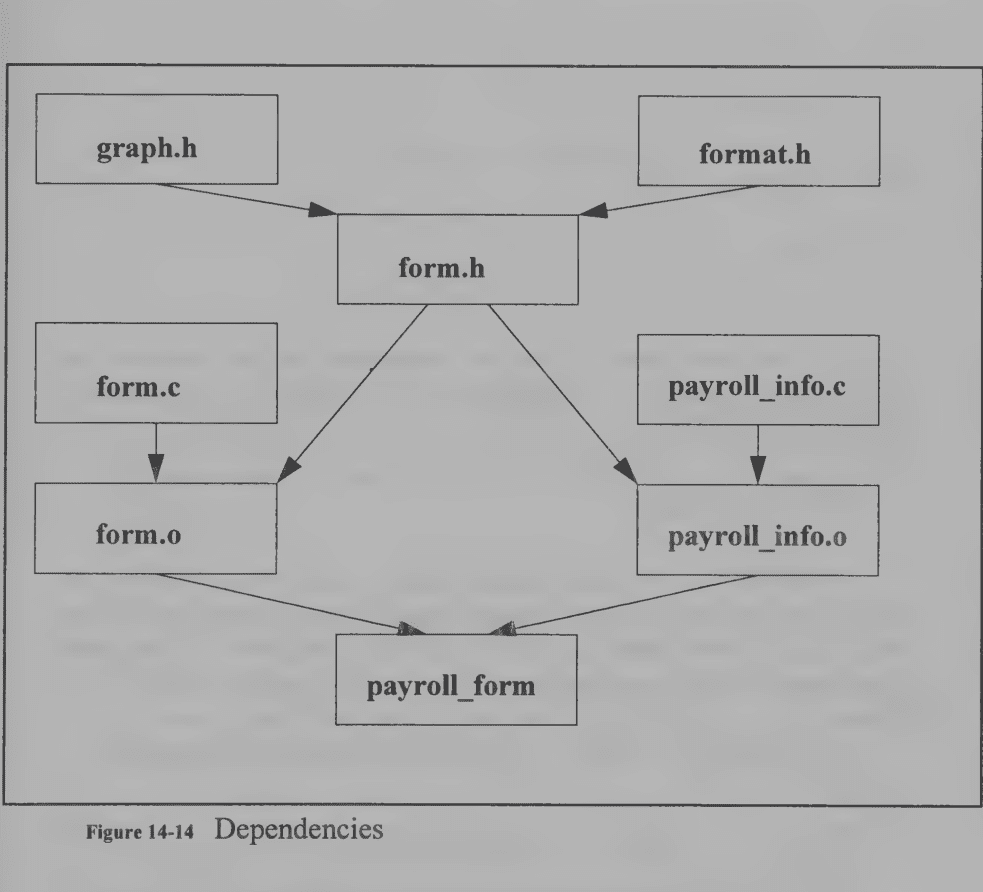 graph.h
format.h
form.h
form.c
payroll_info.c
form.o
payroll_info.o
payroll_form
Figure 14-14 Dependencies